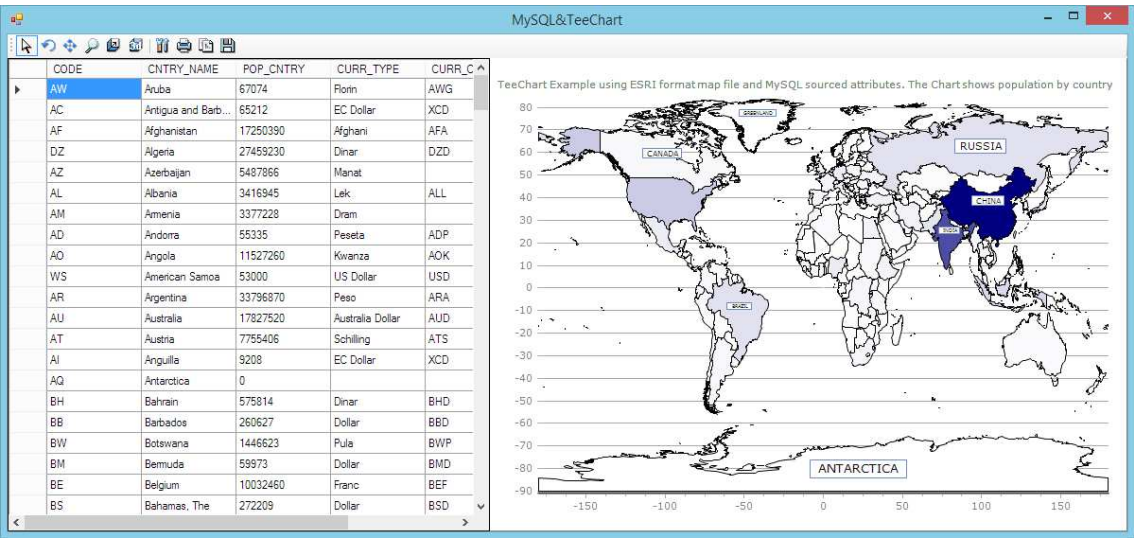 MySQL&TeeChart
CODE CNTRY_NAME POP_CNTRY CURR_TYPE CURR_C
AW Aruba 67074 Florin AWG
AC Antigua and Barb... 65212 EC Dollar XCD
AF Afghanistan 17250390 Afghani AFA
DZ Algeria 27459230 Dinar DZD
AZ Azerbaijan 5487866 Manat
AL Albania 3416945 Lek ALL
AM Armenia 3377228 Dram
AD Andorra 55335 Peseta ADP
AO Angola 11527260 Kwanza AOK
WS American Samoa 53000 US Dollar USD
AR Argentina 33796870 Peso ARA
AU Australia 17827520 Australia Dollar AUD
AT Austria 7755406 Schilling ATS
AI Anguilla 9208 EC Dollar XCD
AQ Antarctica 0
BH Bahrain 575814 Dinar BHD
BB Barbados 260627 Dollar BBD
BW Botswana 1446623 Pula BWP
BM Bermuda 59973 Dollar BMD
BE Belgium 10032460 Franc BEF
BS Bahamas, The 272209 Dollar BSD
TeeChart Example using ESRI format map file and MySQL sourced attributes. The Chart shows population by country
80
70
60
50
40
30
20
10
0
-10
-20
-30
-40
-50
-60
-70
-80
-90
GREENLAND
CANADA
RUSSIA
CHINA
INDIA
BRAZIL
ANTARCTICA
-150 -100 -50 0 50 100 150